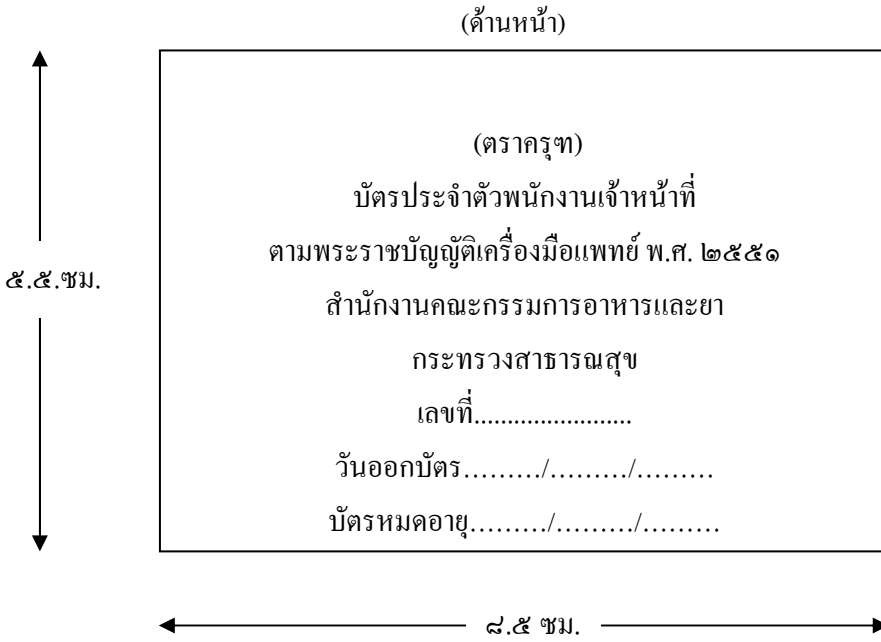 (ด้านหน้า)
(ตราครุฑ)
บัตรประจำตัวพนักงานเจ้าหน้าที่
ตามพระราชบัญญัติเครื่องมือแพทย์ พ.ศ. ๒๕๕๑
๕.๕.ซม.
สำนักงานคณะกรรมการอาหารและยา
กระทรวงสาธารณสุข
เลขที่.......................
วันออกบัตร………/………/………
บัตรหมดอายุ………/………/………
๘.๕ ซม.